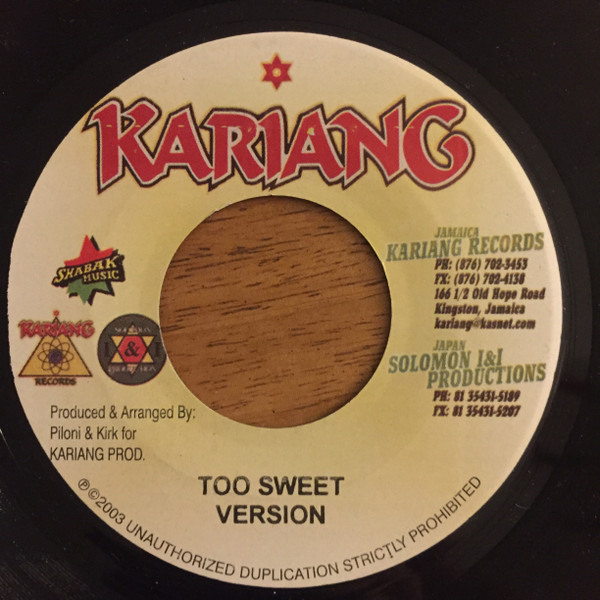 KARIANG
SHABAK
MUSIC
KARIANG
RECORDS
I & I
JAMAICA
KARIANG RECORDS
PH: (876) 702-3453
FX: (876) 702-4138
166 1/2 Old Hope Road
Kingston, Jamaica
kariang@kasnet.com
JAPAN
SOLOMON I&I
PRODUCTIONS
PH: 81 35431-5189
FX: 81 35431-5207
Produced & Arranged By:
Piloni & Kirk for
KARIANG PROD.
TOO SWEET
VERSION
℗©2003 UNAUTHORIZED DUPLICATION STRICTLY PROHIBITED